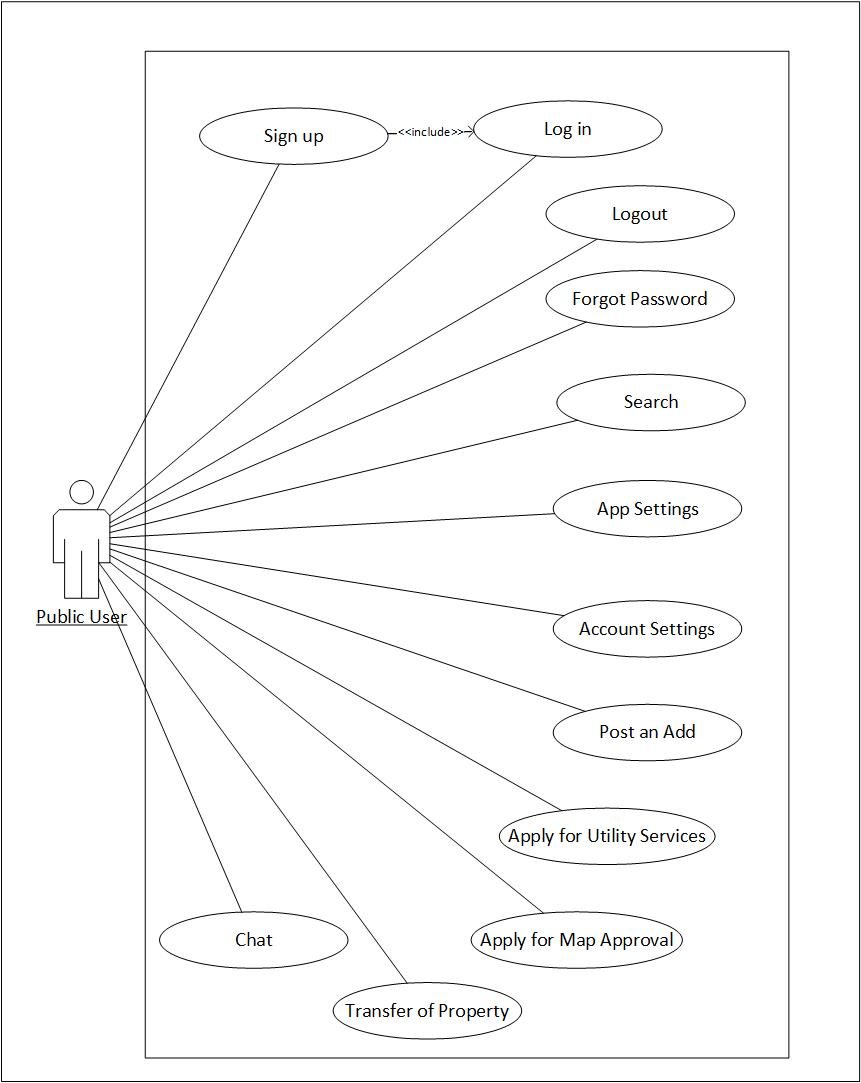 Sign up
<<include>>
Log in
Logout
Forgot Password
Search
App Settings
Public User
Account Settings
Post an Add
Apply for Utility Services
Chat
Apply for Map Approval
Transfer of Property